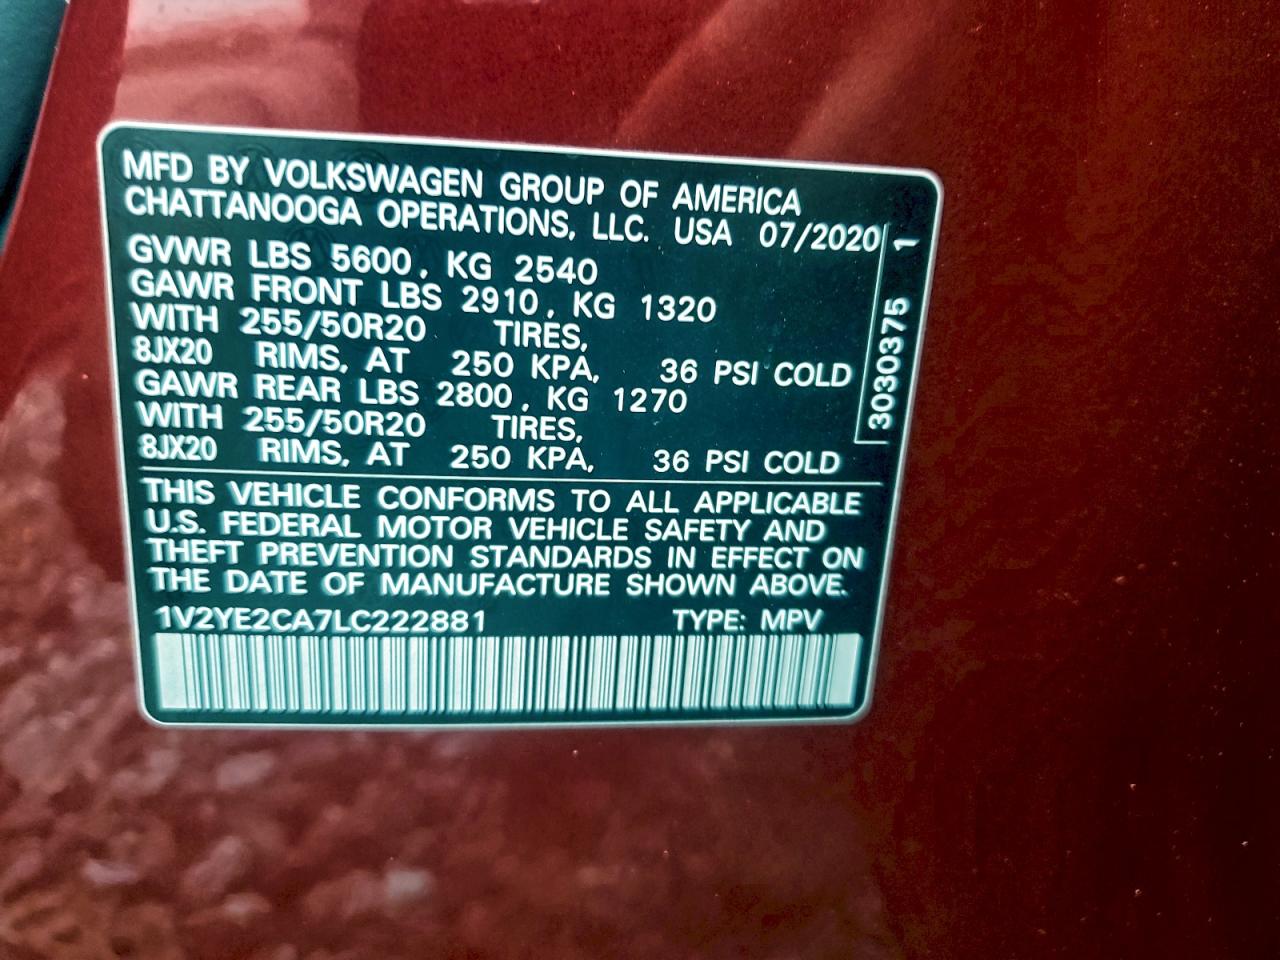 MFD BY VOLKSWAGEN GROUP OF AMERICA
CHATTANOOGA OPERATIONS, LLC. USA 07/2020
GVWR LBS 5600, KG 2540
GAWR FRONT LBS 2910, KG 1320
WITH 255/50R20 TIRES,
8JX20 RIMS, AT 250 KPA, 36 PSI COLD
GAWR REAR LBS 2800, KG 1270
WITH 255/50R20 TIRES,
8JX20 RIMS, AT 250 KPA, 36 PSI COLD
3030375 1
THIS VEHICLE CONFORMS TO ALL APPLICABLE
U.S. FEDERAL MOTOR VEHICLE SAFETY AND
THEFT PREVENTION STANDARDS IN EFFECT ON
THE DATE OF MANUFACTURE SHOWN ABOVE.
1V2YE2CA7LC222881 TYPE: MPV